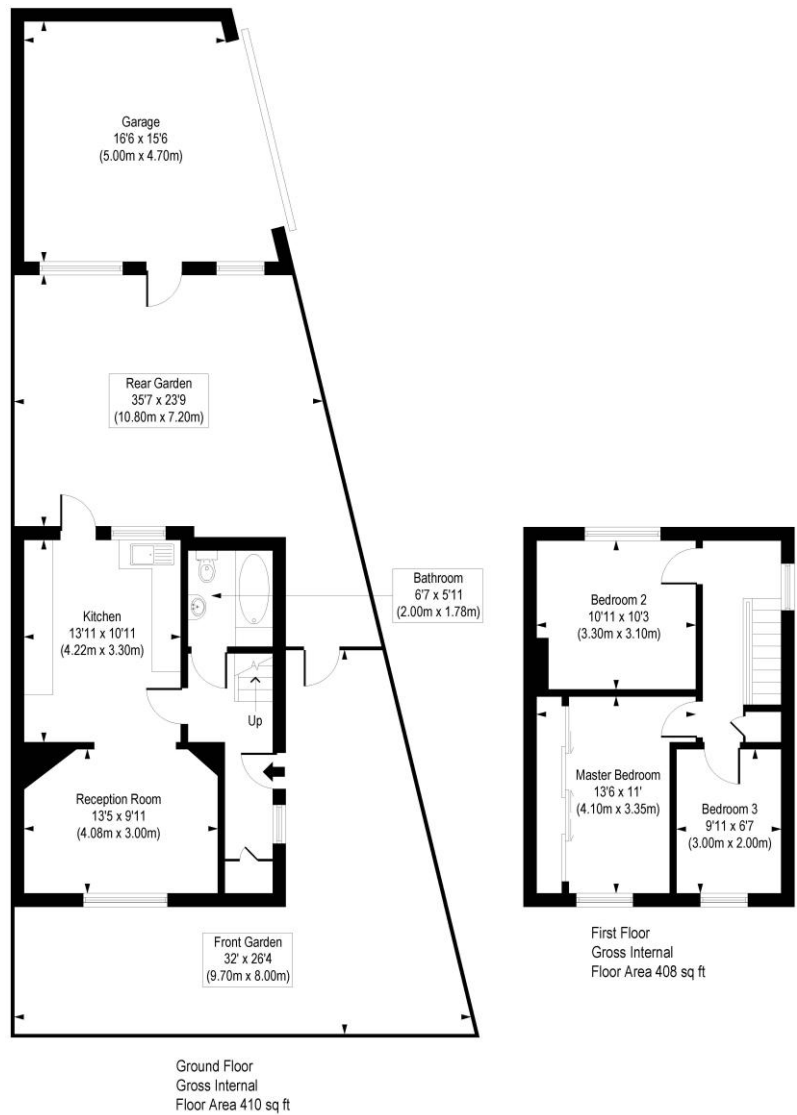 Garage
16'6 x 15'6
(5.00m x 4.70m)
Rear Garden
35'7 x 23'9
(10.80m x 7.20m)
Kitchen
13'11 x 10'11
(4.22m x 3.30m)
Bathroom
6'7 x 5'11
(2.00m x 1.78m)
Up
Reception Room
13'5 x 9'11
(4.08m x 3.00m)
Front Garden
32' x 26'4
(9.70m x 8.00m)
Ground Floor
Gross Internal
Floor Area 410 sq ft
Bedroom 2
10'11 x 10'3
(3.30m x 3.10m)
Master Bedroom
13'6 x 11'
(4.10m x 3.35m)
Bedroom 3
9'11 x 6'7
(3.00m x 2.00m)
First Floor
Gross Internal
Floor Area 408 sq ft